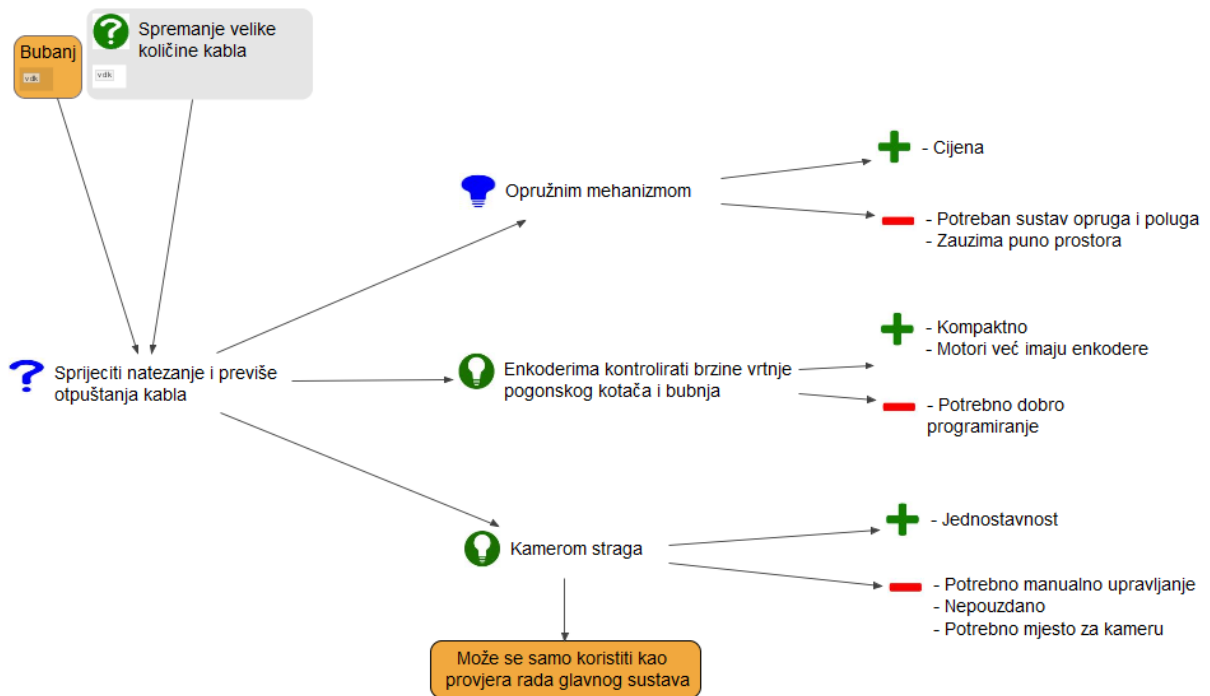 Bubanj
vdk
Spremanje velike
količine kabla
vdk
- Cijena
Opružnim mehanizmom
- Potreban sustav opruga i poluga
- Zauzima puno prostora
- Kompaktno
- Motori već imaju enkodere
Sprijeciti natezanje i previše
otpuštanja kabla
Enkoderima kontrolirati brzine vrtnje
pogonskog kotača i bubnja
- Potrebno dobro
programiranje
- Jednostavnost
Kamerom straga
- Potrebno manualno upravljanje
- Nepouzdano
- Potrebno mjesto za kameru
Može se samo koristiti kao
provjera rada glavnog sustava